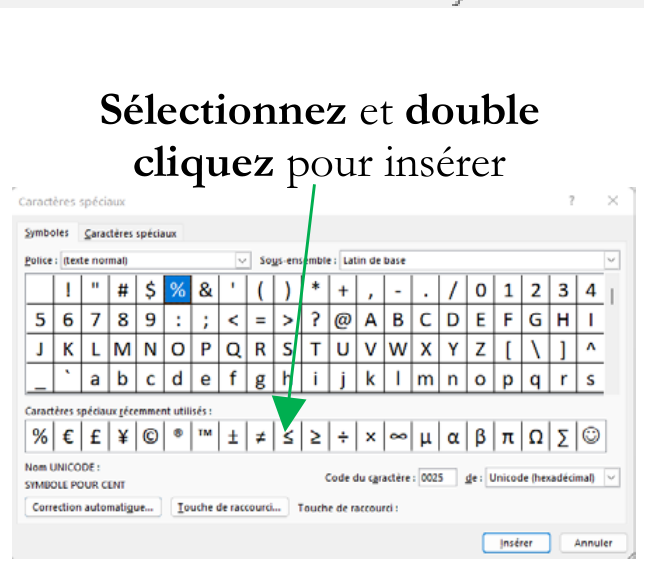 Sélectionnez et double
cliquez pour insérer
Caractères spéciaux ? ×
Symboles Caractères spéciaux
Police : (texte normal) Sous-ensemble : Latin de base
! " # $ % & ' ( ) * + , - . / 0 1 2 3 4
5 6 7 8 9 : ; < = > ? @ A B C D E F G H I
J K L M N O P Q R S T U V W X Y Z [ \ ] ^
_ ` a b c d e f g h i j k l m n o p q r s
Caractères spéciaux récemment utilisés :
% € £ ¥ © ® ™ ± ≠ ≤ ≥ ÷ × ∞ µ α β π Ω ∑ ☺
Nom UNICODE :
SYMBOLE POUR CENT Code du caractère : 0025 de : Unicode (hexadécimal)
Correction automatique... Touche de raccourci... Touche de raccourci :
Insérer Annuler